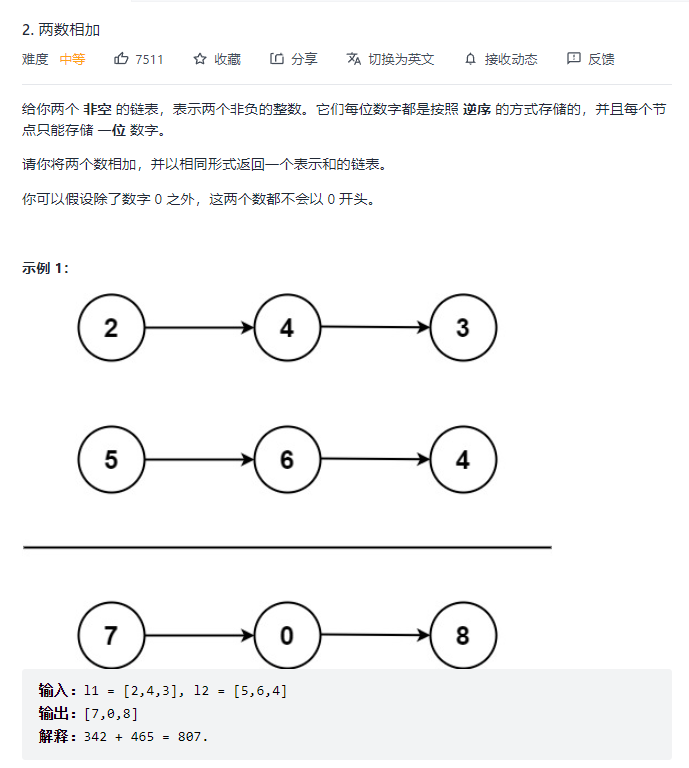 2. 两数相加
难度 中等 7511 收藏 分享 切换为英文 接收动态 反馈
给你两个 非空 的链表，表示两个非负的整数。它们每位数字都是按照 逆序 的方式存储的，并且每个节
点只能存储 一位 数字。
请你将两个数相加，并以相同形式返回一个表示和的链表。
你可以假设除了数字 0 之外，这两个数都不会以 0 开头。
示例 1：
2 4 3
5 6 4
7 0 8
输入：l1 = [2,4,3], l2 = [5,6,4]
输出：[7,0,8]
解释：342 + 465 = 807.